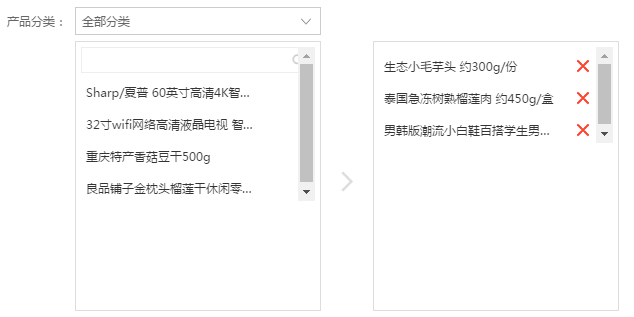 产品分类： 全部分类
Sharp/夏普 60英寸高清4K智...
32寸wifi网络高清液晶电视 智...
重庆特产香菇豆干500g
良品铺子金枕头榴莲干休闲零...
生态小毛芋头 约300g/份
泰国急冻树熟榴莲肉 约450g/盒
男韩版潮流小白鞋百搭学生男...